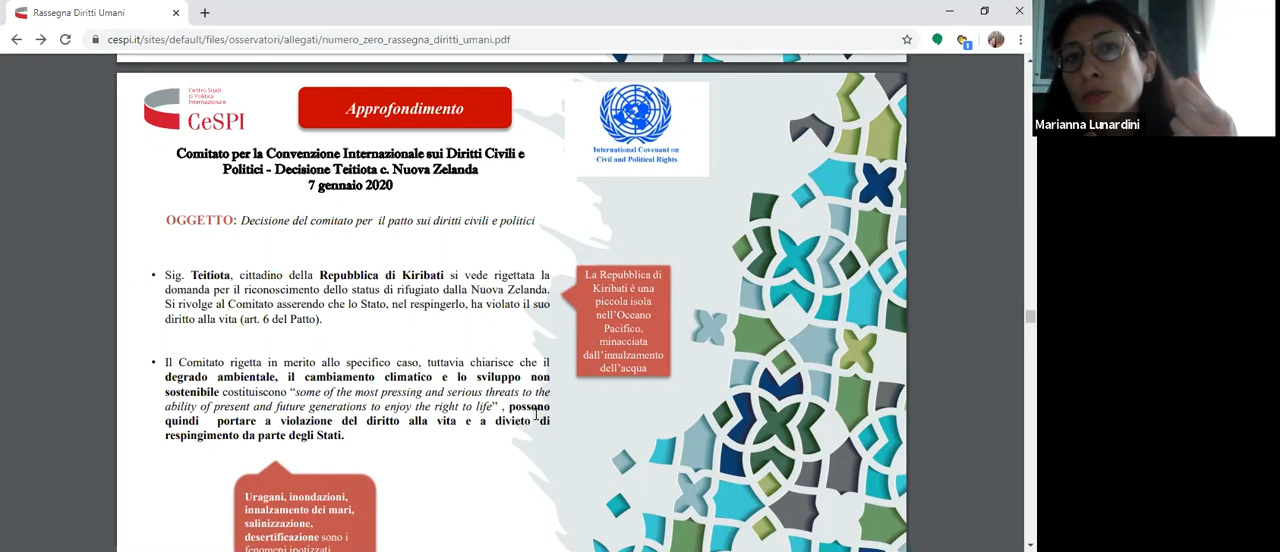 Rassegna Diritti Umani
cespi.it/sites/default/files/osservatori/allegati/numero_zero_rassegna_diritti_umani.pdf
1
Marianna Lunardini
Centro Studi
di Politica
Internazionale
CeSPI
Approfondimento
International Covenant on
Civil and Political Rights
Comitato per la Convenzione Internazionale sui Diritti Civili e
Politici - Decisione Teitiota c. Nuova Zelanda
7 gennaio 2020
OGGETTO: Decisione del comitato per il patto sui diritti civili e politici
• Sig. Teitiota, cittadino della Repubblica di Kiribati si vede rigettata la
domanda per il riconoscimento dello status di rifugiato dalla Nuova Zelanda.
Si rivolge al Comitato asserendo che lo Stato, nel respingerlo, ha violato il suo
diritto alla vita (art. 6 del Patto).
La Repubblica di
Kiribati è una
piccola isola
nell'Oceano
Pacifico,
minacciata
dall'innalzamento
dell'acqua
• Il Comitato rigetta in merito allo specifico caso, tuttavia chiarisce che il
degrado ambientale, il cambiamento climatico e lo sviluppo non
sostenibile costituiscono "some of the most pressing and serious threats to the
ability of present and future generations to enjoy the right to life" , possono
quindi portare a violazione del diritto alla vita e a divieto di
respingimento da parte degli Stati.
Uragani, inondazioni,
innalzamento dei mari,
salinizzazione,
desertificazione sono i
fenomeni ipotizzati